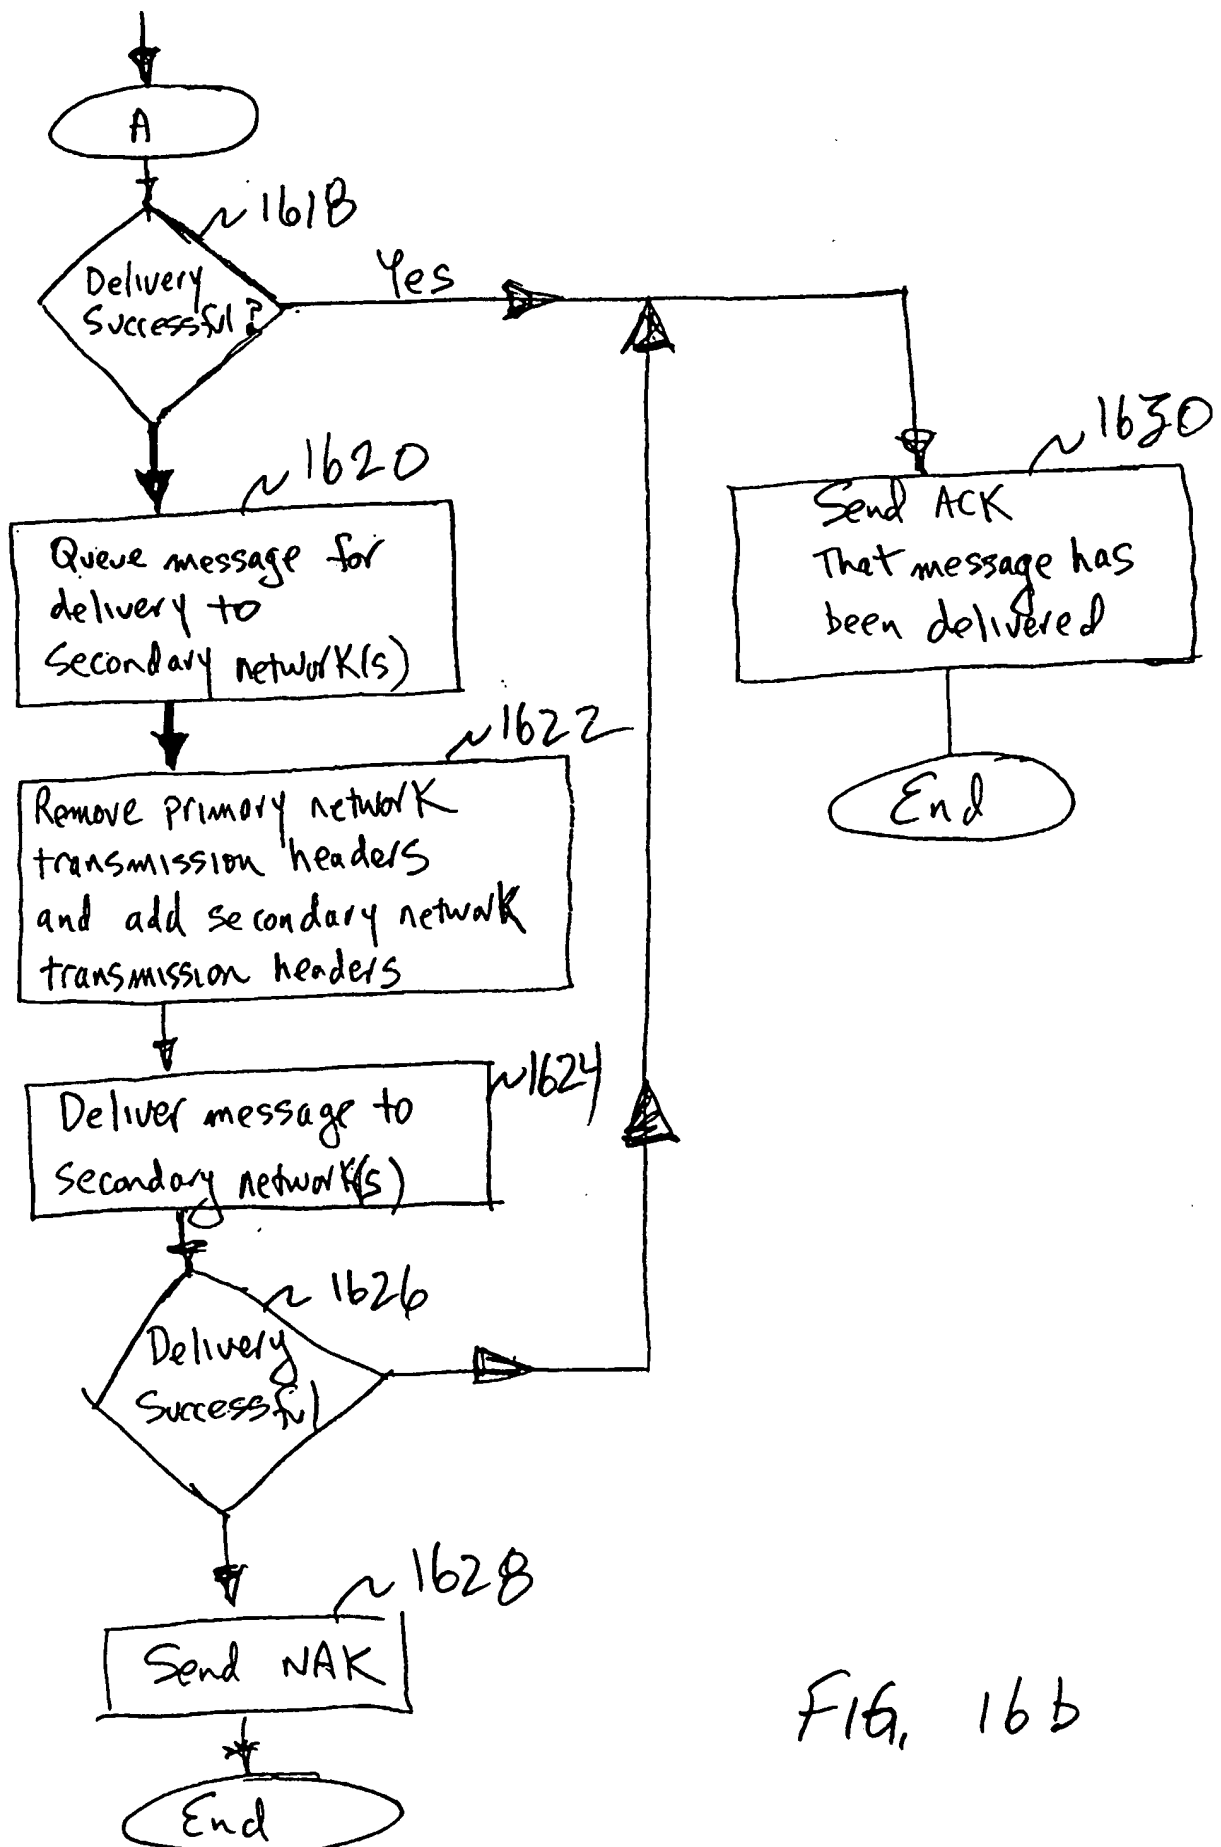 A
1618
Delivery
Successful?
Yes
1620
Queue message for
delivery to
secondary network(s)
1630
Send ACK
That message has
been delivered
End
1622
Remove primary network
transmission headers
and add secondary network
transmission headers
1624
Deliver message to
secondary network(s)
1626
Delivery
Successful
1628
Send NAK
End
FIG. 16b